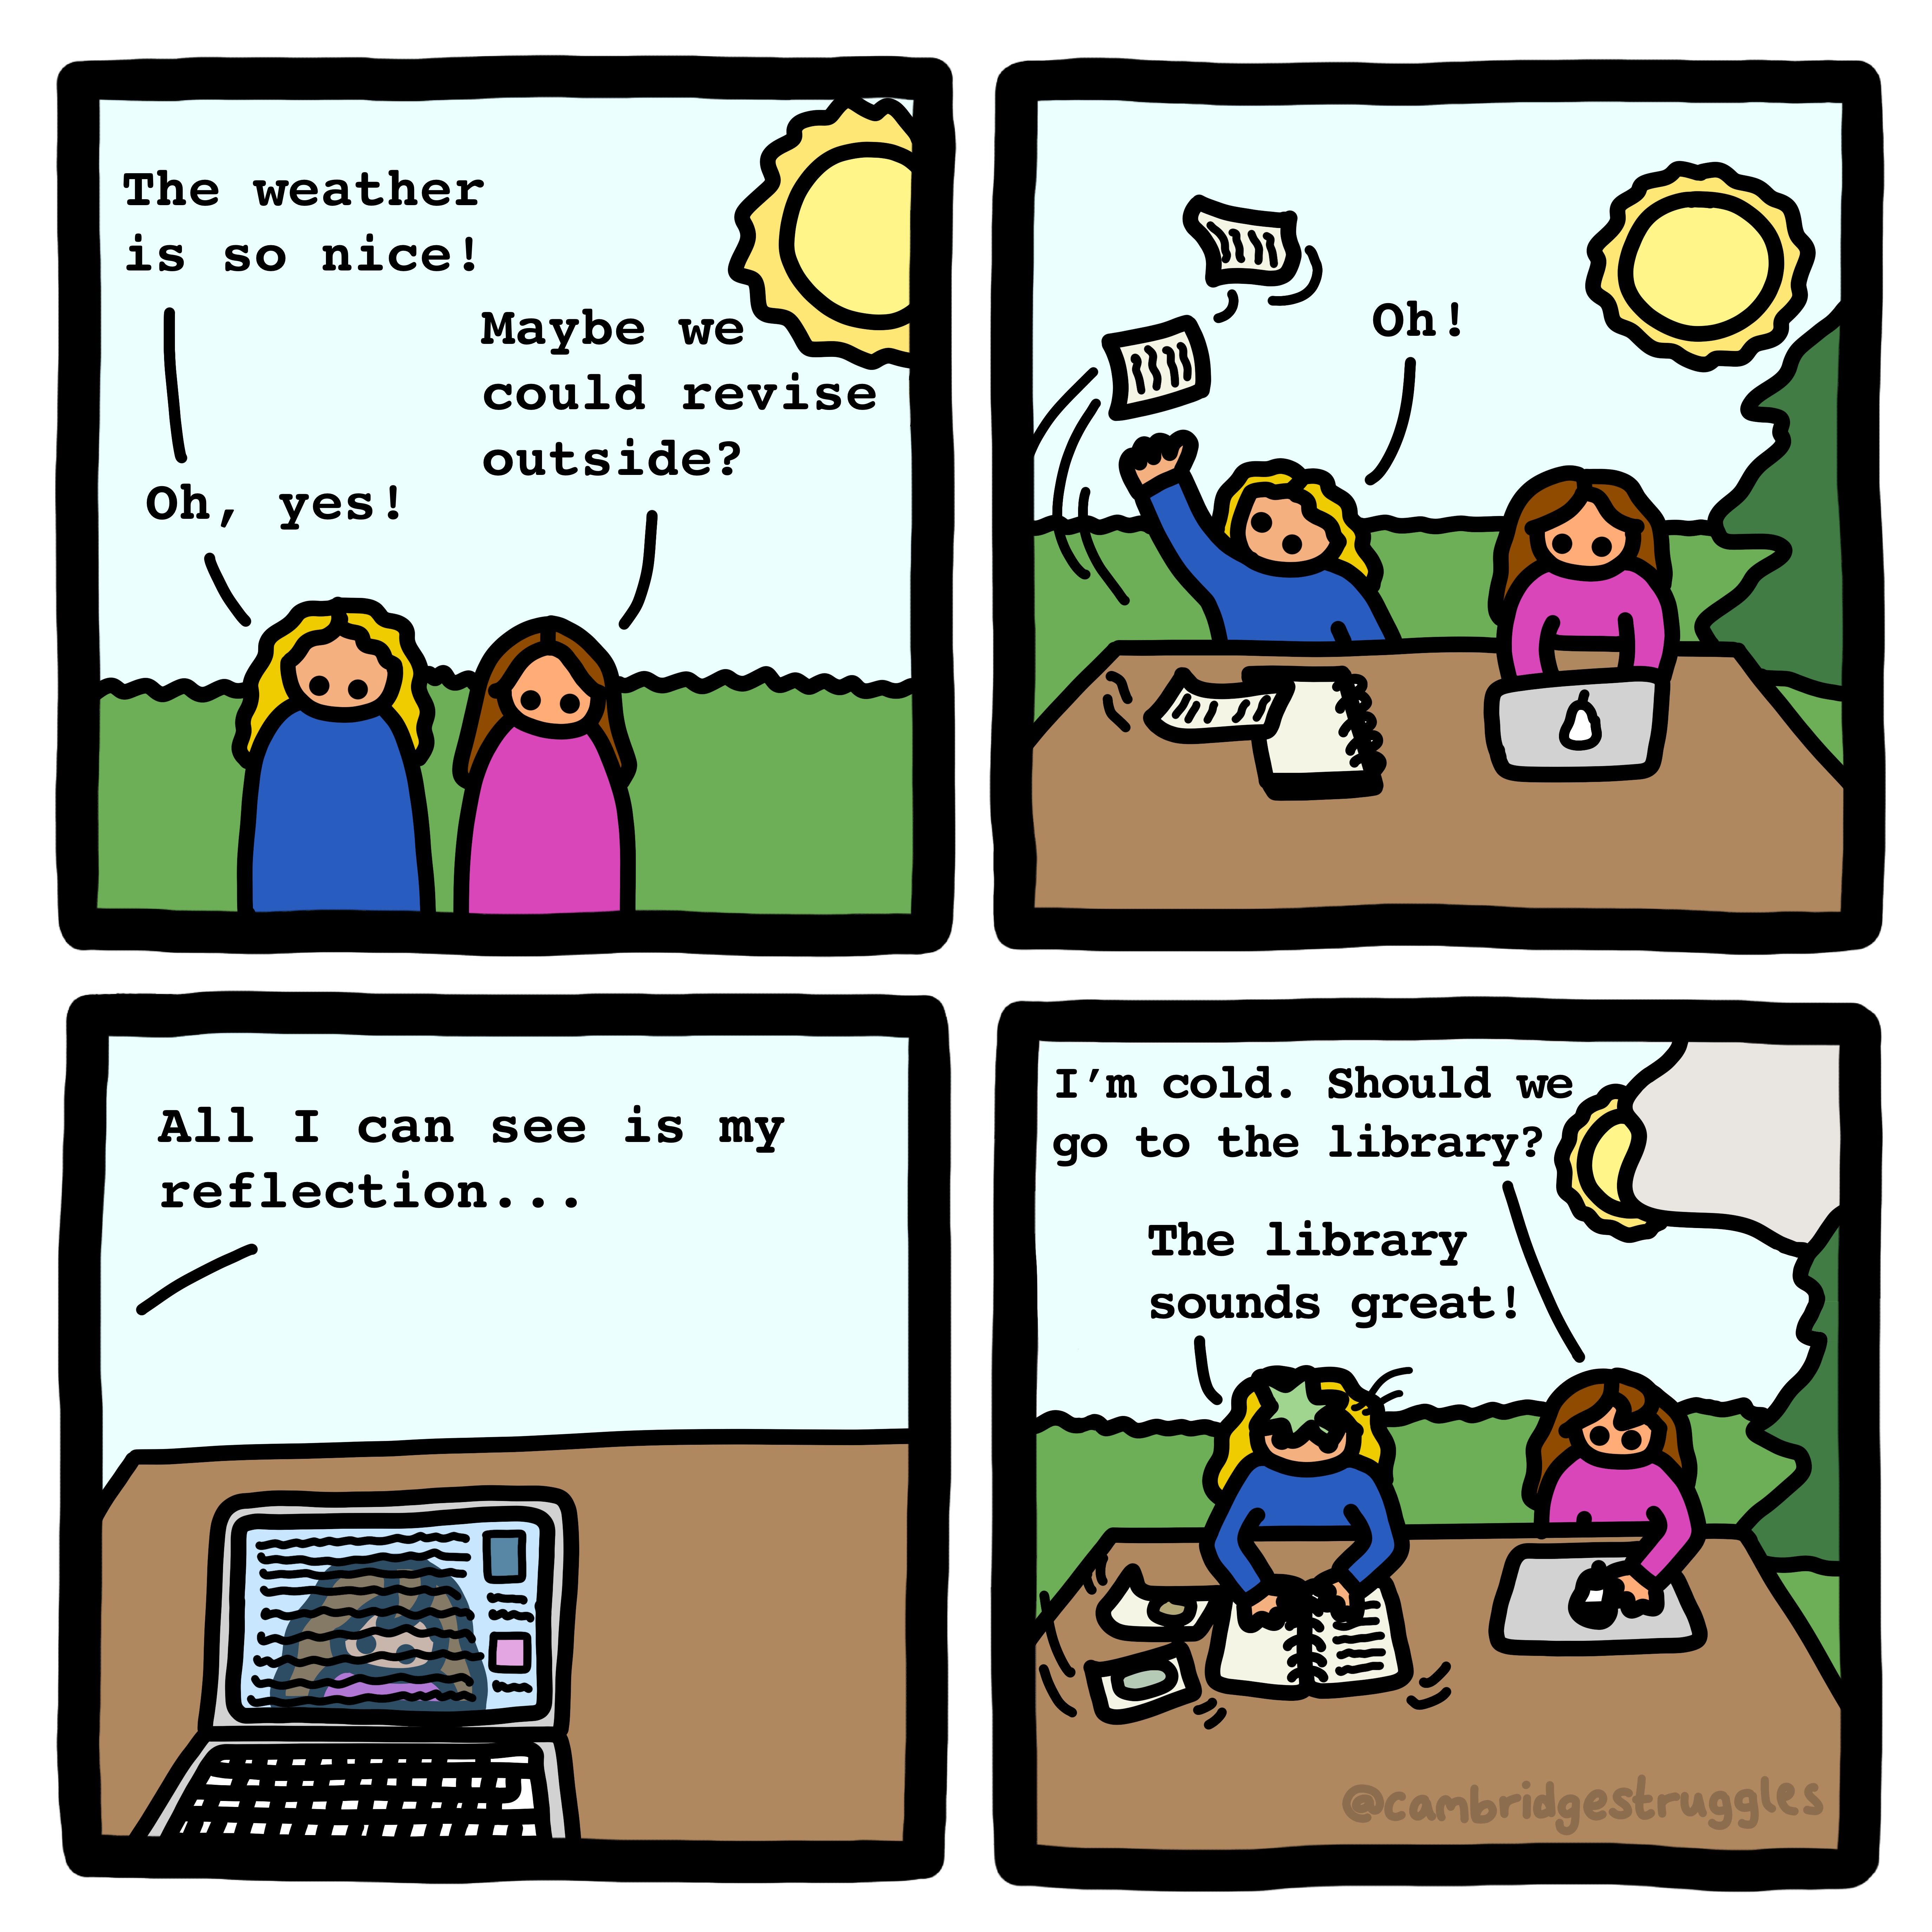 The weather
is so nice!
Maybe we
could revise
outside?
Oh, yes!
Oh!
All I can see is my
reflection...
I'm cold. Should we
go to the library?
The library
sounds great!
@cambridgestruggles